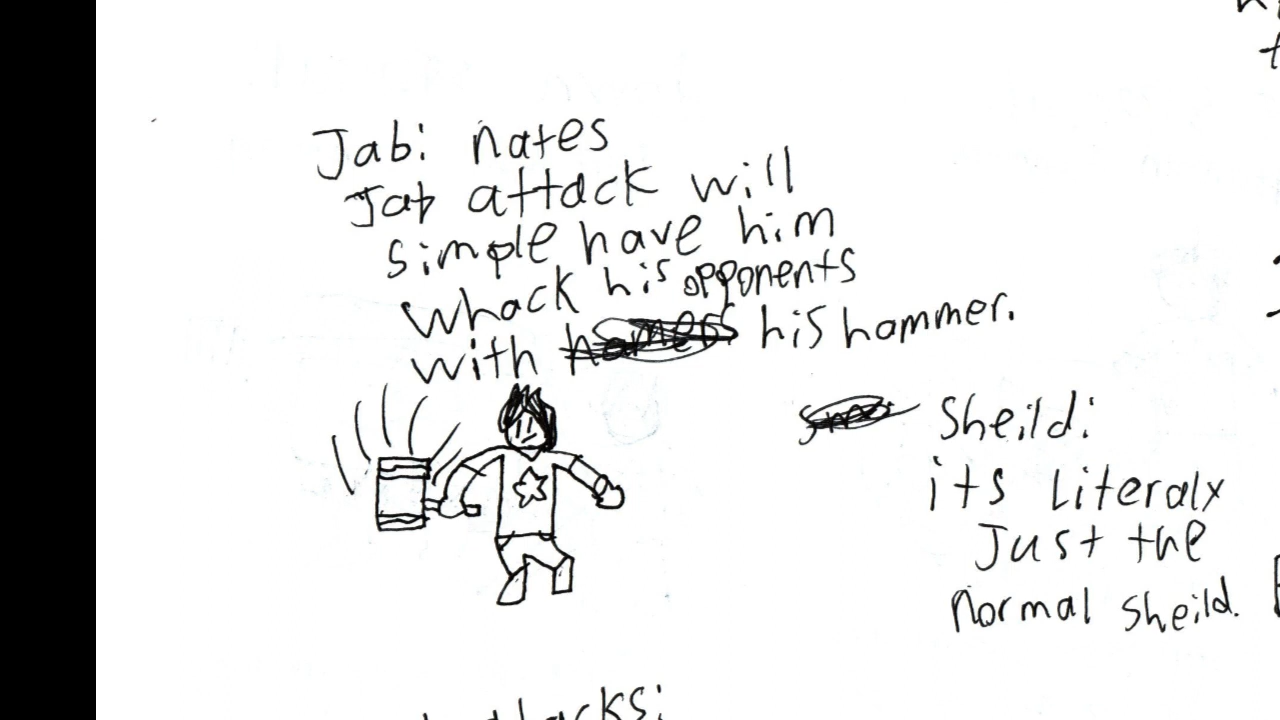 Jab: nates
Jab attack will
simple have him
whack his opponents
with his hammer.
Sheild:
its Literaly
Just the
normal sheild.